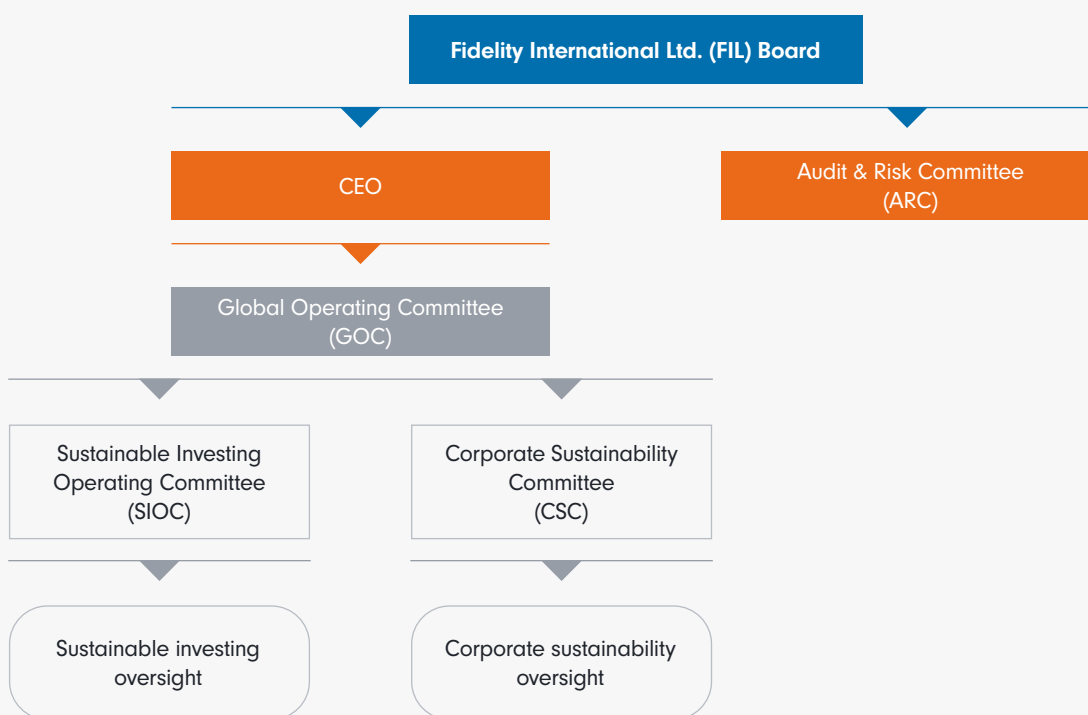 Fidelity International Ltd. (FIL) Board
CEO
Audit & Risk Committee
(ARC)
Global Operating Committee
(GOC)
Sustainable Investing
Operating Committee
(SIOC)
Corporate Sustainability
Committee
(CSC)
Sustainable investing
oversight
Corporate sustainability
oversight